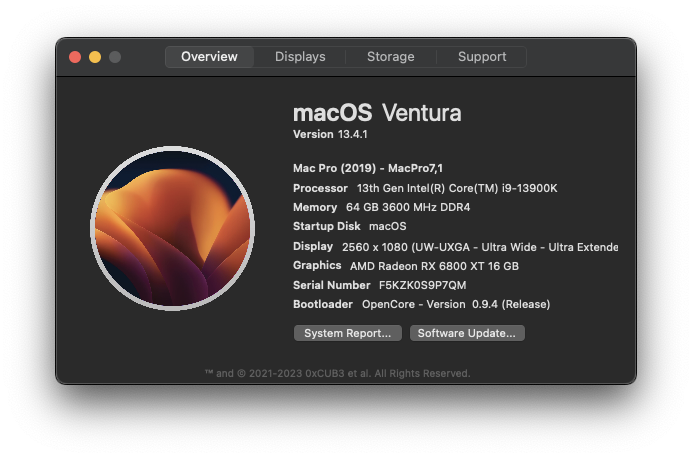 Overview Displays Storage Support
macOS Ventura
Version 13.4.1
Mac Pro (2019) - MacPro7,1
Processor 13th Gen Intel(R) Core(TM) i9-13900K
Memory 64 GB 3600 MHz DDR4
Startup Disk macOS
Display 2560 x 1080 (UW-UXGA - Ultra Wide - Ultra Extende
Graphics AMD Radeon RX 6800 XT 16 GB
Serial Number F5KZK0S9P7QM
Bootloader OpenCore - Version 0.9.4 (Release)
System Report... Software Update...
™ and © 2021-2023 0xCUB3 et al. All Rights Reserved.